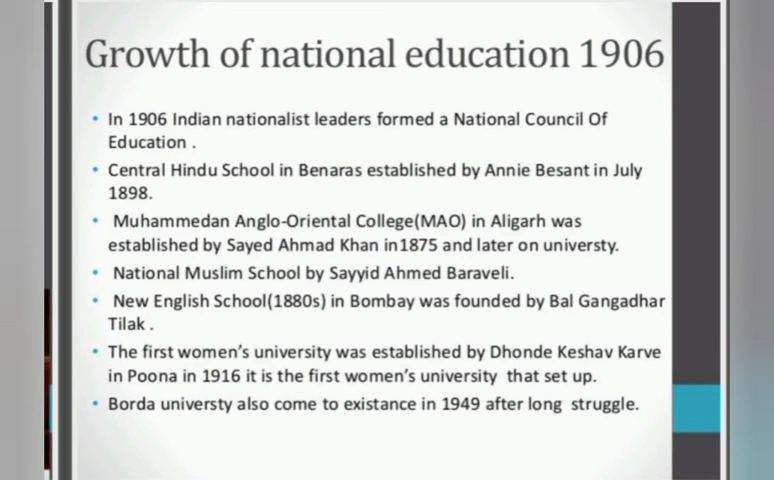 Growth of national education 1906
• In 1906 Indian nationalist leaders formed a National Council Of
Education .
• Central Hindu School in Benaras established by Annie Besant in July
1898.
• Muhammedan Anglo-Oriental College(MAO) in Aligarh was
established by Sayed Ahmad Khan in1875 and later on universty.
• National Muslim School by Sayyid Ahmed Baraveli.
• New English School(1880s) in Bombay was founded by Bal Gangadhar
Tilak .
• The first women's university was established by Dhonde Keshav Karve
in Poona in 1916 it is the first women's university that set up.
• Borda universty also come to existance in 1949 after long struggle.